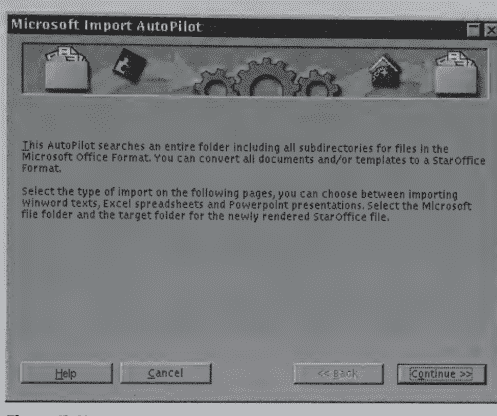 Microsoft Import AutoPilot
This AutoPilot searches an entire folder including all subdirectories for files in the
Microsoft Office Format. You can convert all documents and/or templates to a StarOffice
Format.
Select the type of import on the following pages, you can choose between importing
Winword texts, Excel spreadsheets and Powerpoint presentations. Select the Microsoft
file folder and the target folder for the newly rendered StarOffice file.
Help Cancel << Back Continue >>